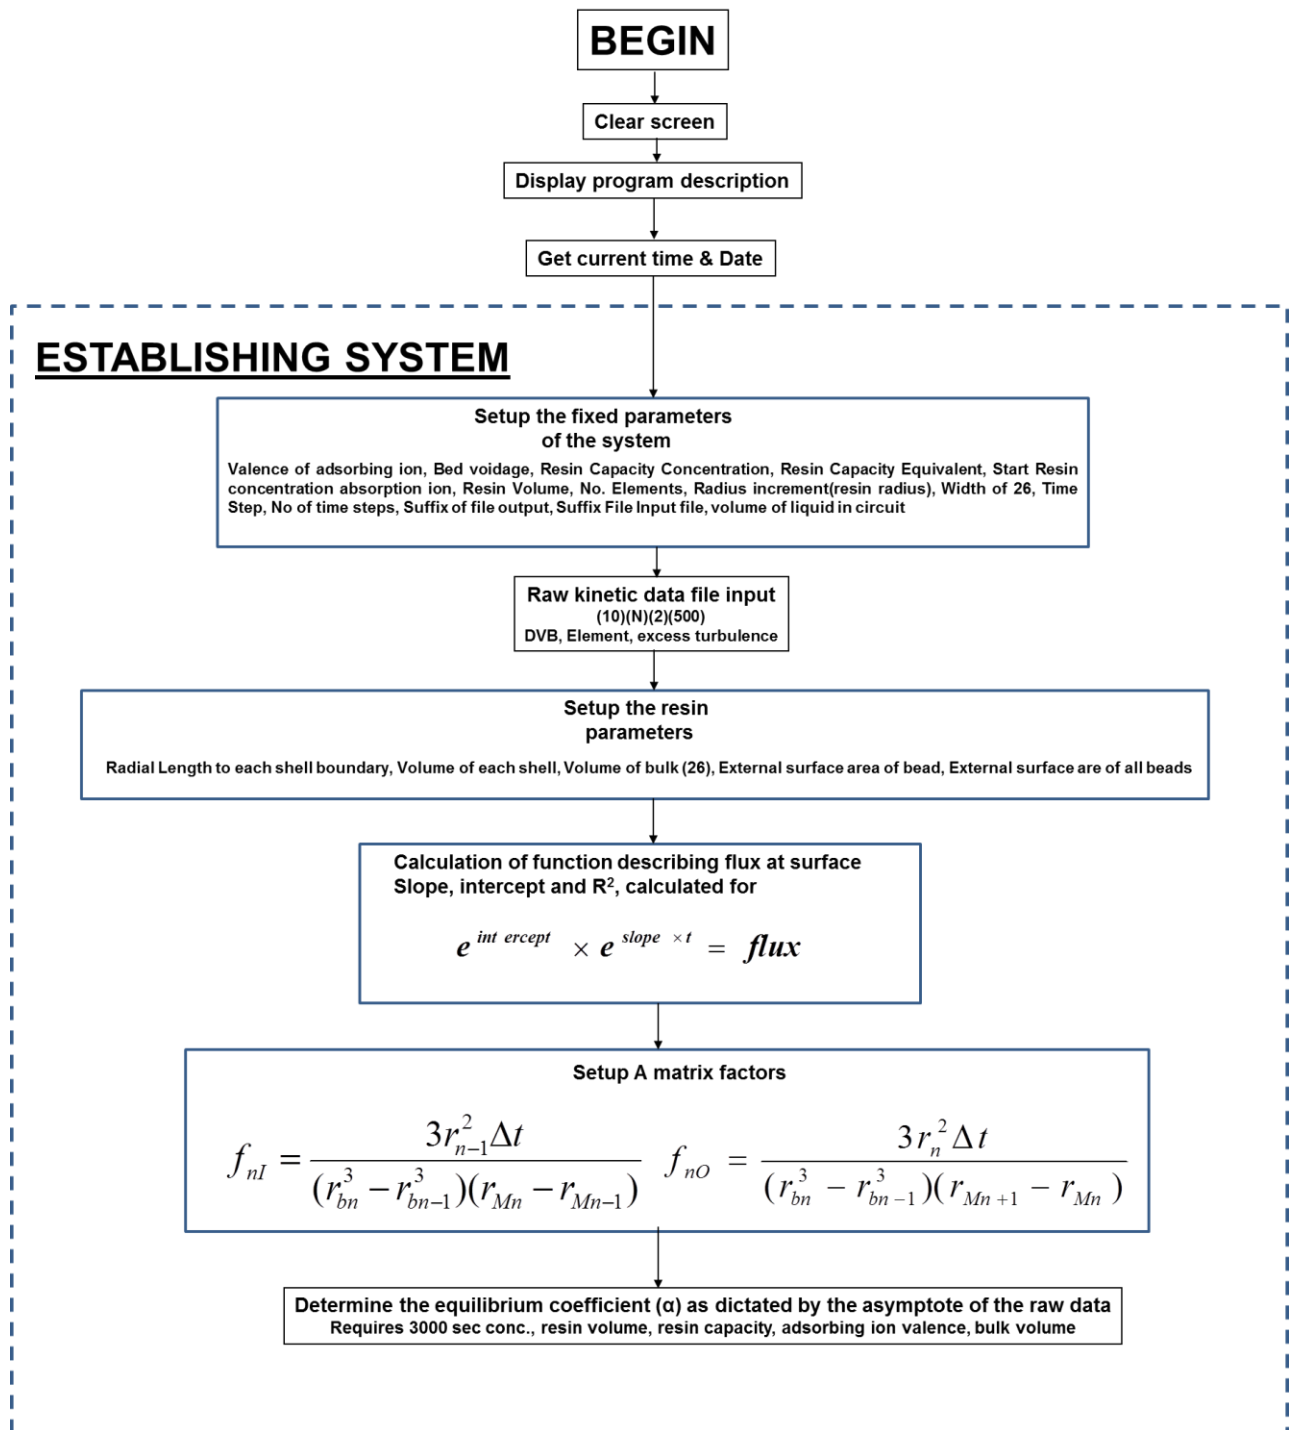 BEGIN
Clear screen
Display program description
Get current time & Date
ESTABLISHING SYSTEM
Setup the fixed parameters
of the system
Valence of adsorbing ion, Bed voidage, Resin Capacity Concentration, Resin Capacity Equivalent, Start Resin
concentration absorption ion, Resin Volume, No. Elements, Radius increment(resin radius), Width of 26, Time
Step, No of time steps, Suffix of file output, Suffix File Input file, volume of liquid in circuit
Raw kinetic data file input
(10)(N)(2)(500)
DVB, Element, excess turbulence
Setup the resin
parameters
Radial Length to each shell boundary, Volume of each shell, Volume of bulk (26), External surface area of bead, External surface are of all beads
Calculation of function describing flux at surface
Slope, intercept and R², calculated for
e^{int ercept} × e^{slope × t} = flux
Setup A matrix factors
f_{nI} = \frac{3r_{n-1}^{2}Δt}{(r_{bn}^{3} − r_{bn-1}^{3})(r_{Mn} − r_{Mn-1})} f_{nO} = \frac{3r_{n}^{2}Δt}{(r_{bn}^{3} − r_{bn-1}^{3})(r_{Mn+1} − r_{Mn})}
Determine the equilibrium coefficient (α) as dictated by the asymptote of the raw data
Requires 3000 sec conc., resin volume, resin capacity, adsorbing ion valence, bulk volume